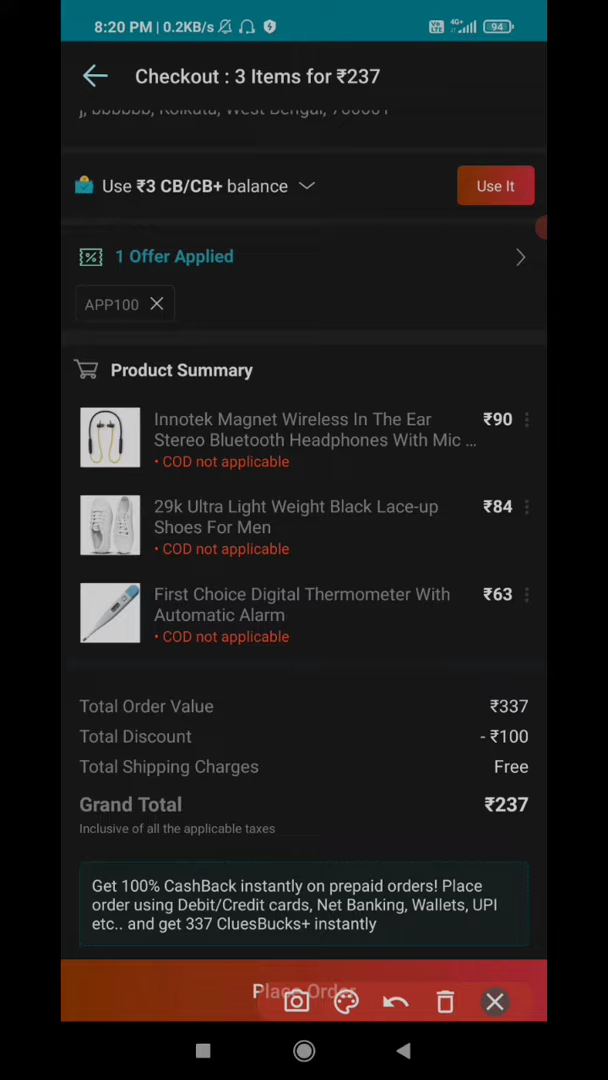 8:20 PM | 0.2KB/s
4G+
94
Checkout : 3 Items for ₹237
Kolkata, West Bengal,
Use ₹3 CB/CB+ balance
Use It
1 Offer Applied
APP100
Product Summary
Innotek Magnet Wireless In The Ear ₹90
Stereo Bluetooth Headphones With Mic ...
• COD not applicable
29k Ultra Light Weight Black Lace-up ₹84
Shoes For Men
• COD not applicable
First Choice Digital Thermometer With ₹63
Automatic Alarm
• COD not applicable
Total Order Value ₹337
Total Discount - ₹100
Total Shipping Charges Free
Grand Total ₹237
Inclusive of all the applicable taxes
Get 100% CashBack instantly on prepaid orders! Place
order using Debit/Credit cards, Net Banking, Wallets, UPI
etc.. and get 337 CluesBucks+ instantly
Place Order